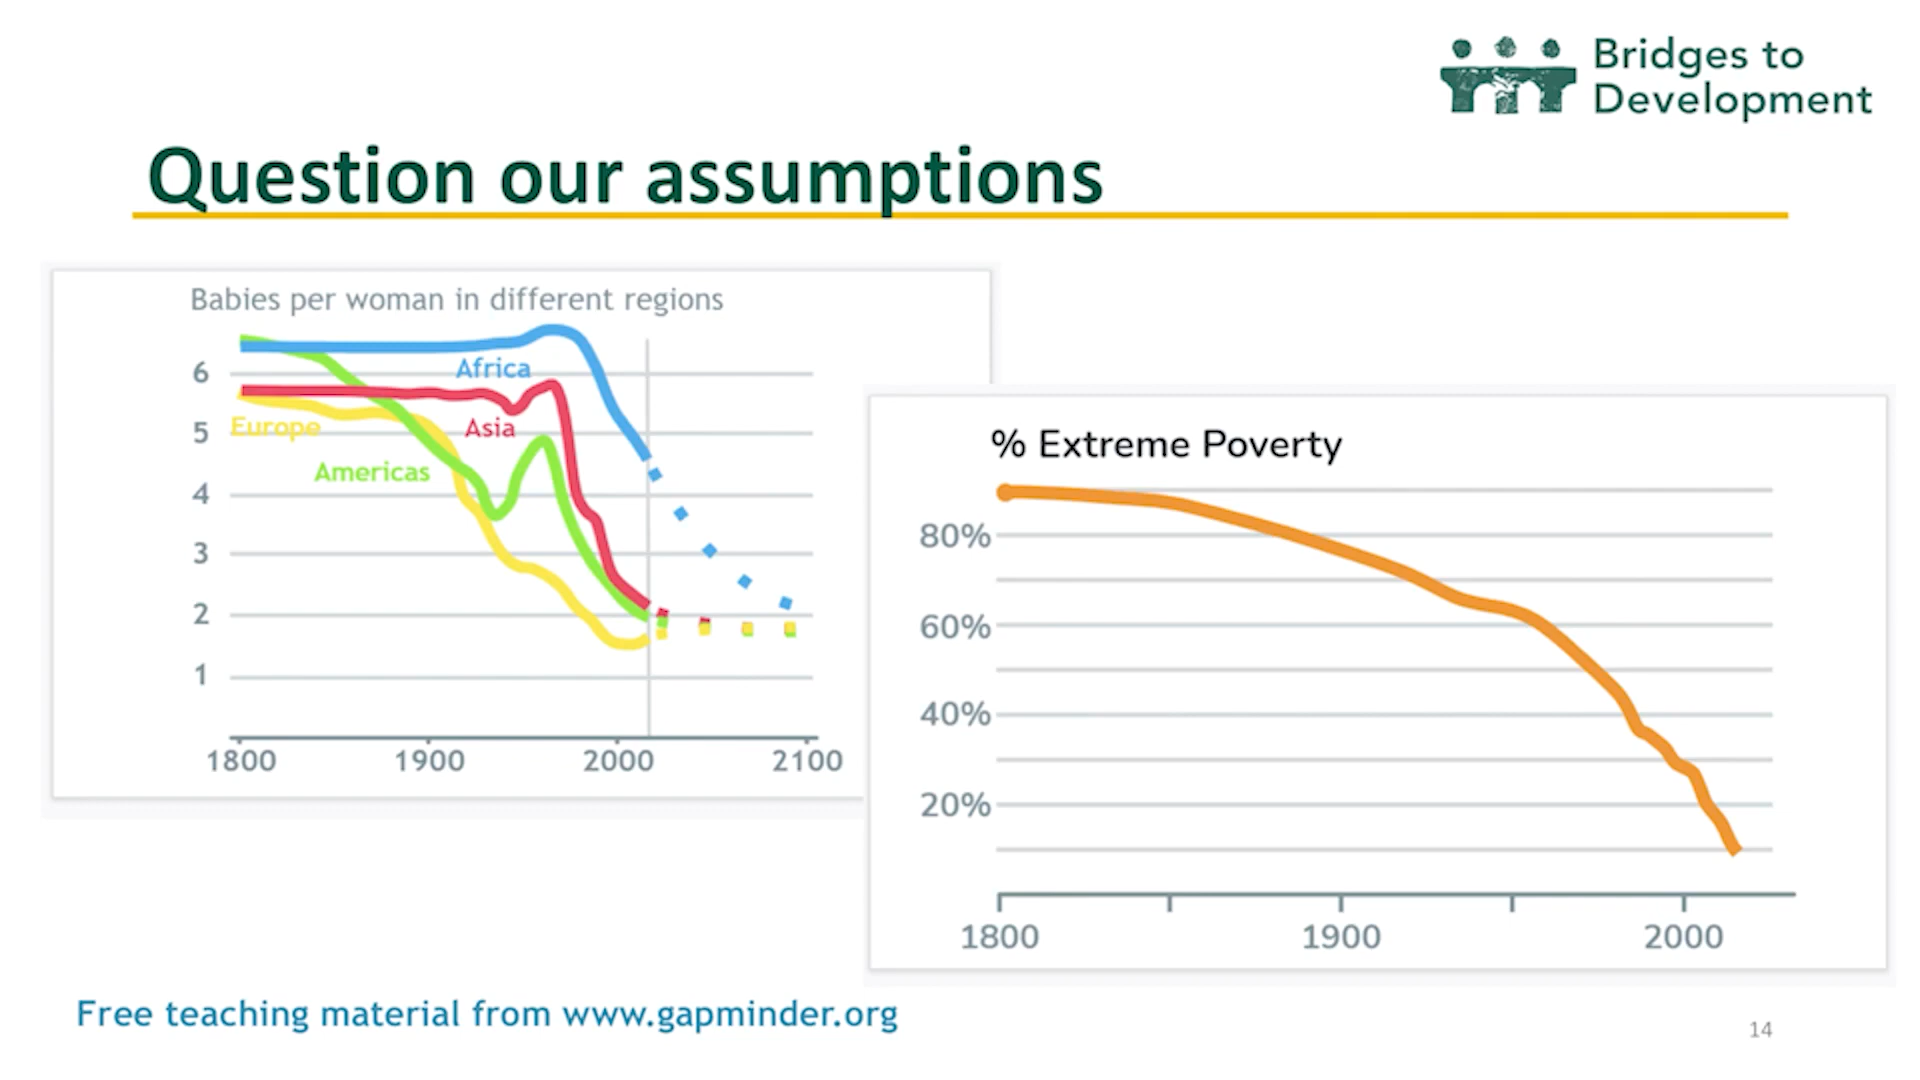 Bridges to
Development
Question our assumptions
Babies per woman in different regions
6
5
4
3
2
1
Africa
Asia
Europe
Americas
1800 1900 2000 2100
% Extreme Poverty
80%
60%
40%
20%
1800 1900 2000
Free teaching material from www.gapminder.org
14